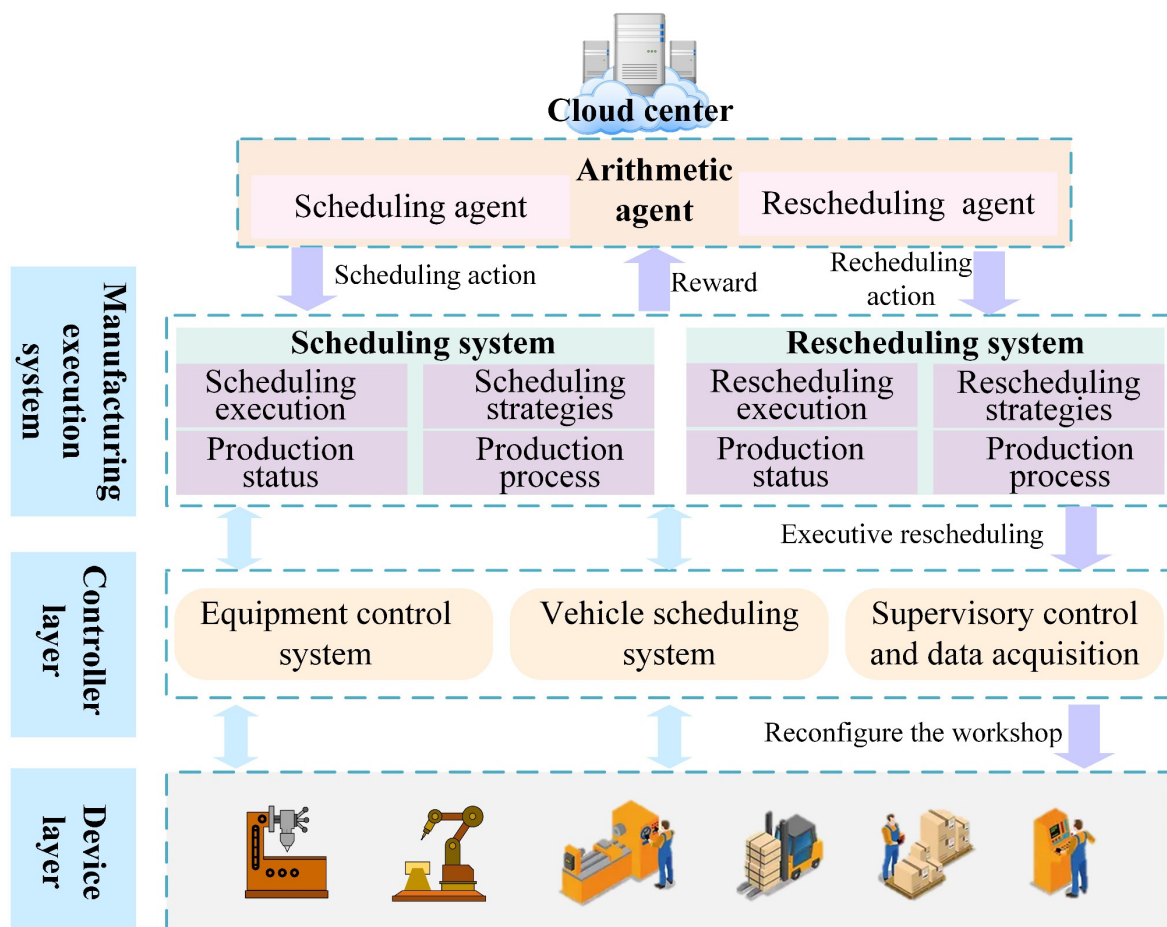 Cloud center
Arithmetic
agent
Scheduling agent
Rescheduling agent
Scheduling action
Reward
Recheduling
action
Manufacturing
execution
system
Scheduling system
Scheduling
execution
Scheduling
strategies
Production
status
Production
process
Rescheduling system
Rescheduling
execution
Rescheduling
strategies
Production
status
Production
process
Executive rescheduling
Controller
layer
Equipment control
system
Vehicle scheduling
system
Supervisory control
and data acquisition
Reconfigure the workshop
Device
layer